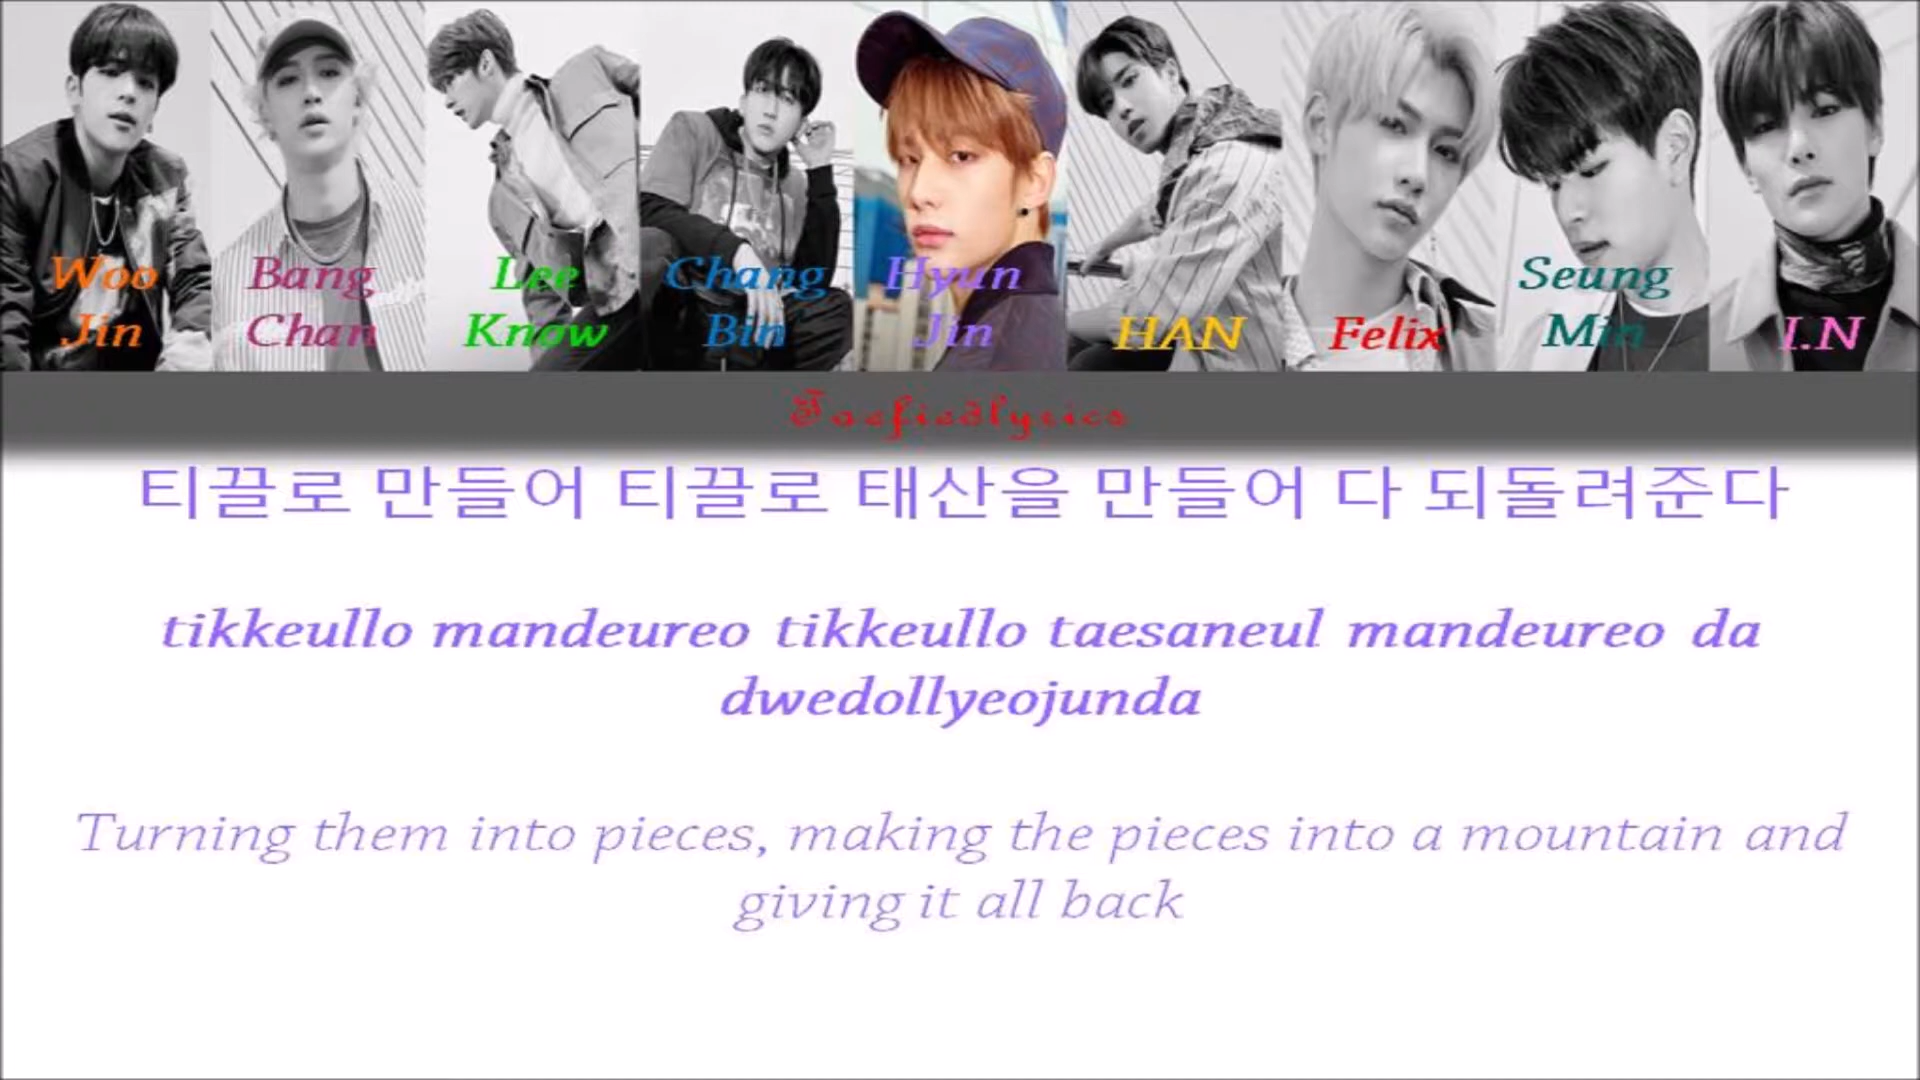 Woo Jin
Bang Chan
Lee Know
Chang Bin
Hyun Jin
HAN
Felix
Seung Min
I.N
Taefiedlyrics
티끌로 만들어 티끌로 태산을 만들어 다 되돌려준다
tikkeullo mandeureo tikkeullo taesaneul mandeureo da
dwedollyeojunda
Turning them into pieces, making the pieces into a mountain and
giving it all back